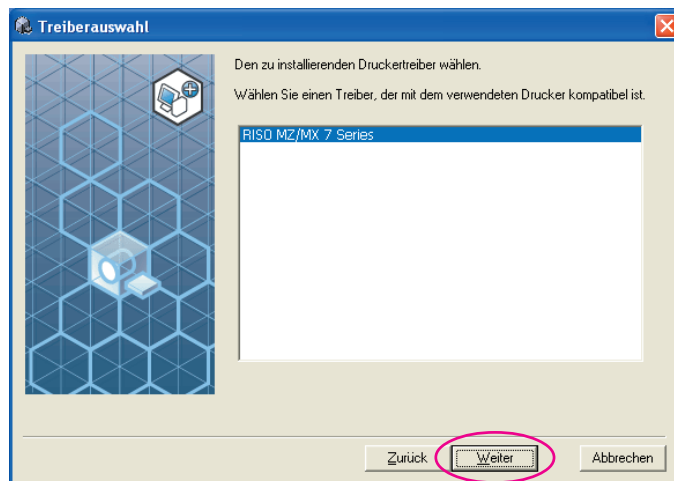 Treiberauswahl
Den zu installierenden Druckertreiber wählen.
Wählen Sie einen Treiber, der mit dem verwendeten Drucker kompatibel ist.
RISO MZ/MX 7 Series
Zurück Weiter Abbrechen